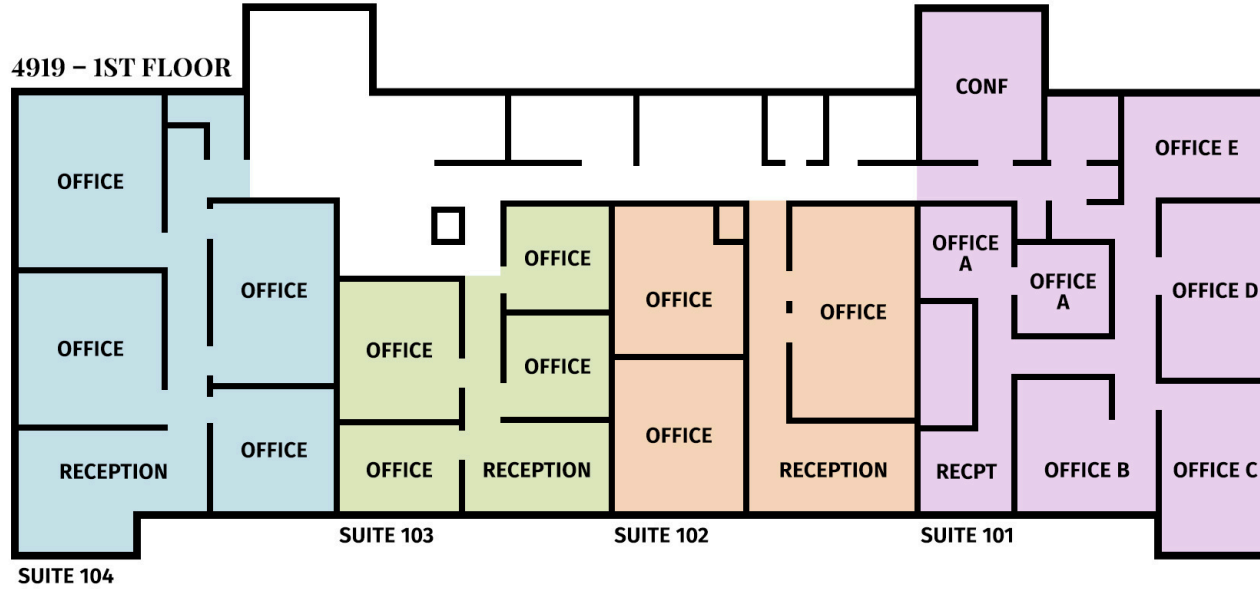 4919 – 1ST FLOOR
CONF
OFFICE E
OFFICE
OFFICE
A
OFFICE
OFFICE
A
OFFICE D
OFFICE
OFFICE
OFFICE
OFFICE
OFFICE
OFFICE
OFFICE
OFFICE
OFFICE
OFFICE
RECEPTION
OFFICE
RECEPTION
RECEPTION
RECPT
OFFICE B
OFFICE C
SUITE 103
SUITE 102
SUITE 101
SUITE 104